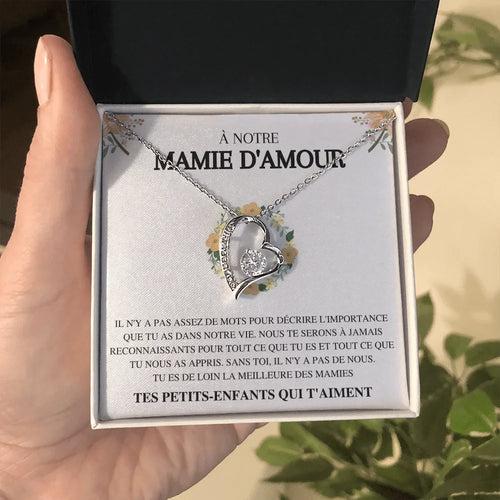 À NOTRE
MAMIE D'AMOUR
IL N'Y A PAS ASSEZ DE MOTS POUR DÉCRIRE L'IMPORTANCE
QUE TU AS DANS NOTRE VIE. NOUS TE SERONS À JAMAIS
RECONNAISSANTS POUR TOUT CE QUE TU ES ET TOUT CE QUE
TU NOUS AS APPRIS. SANS TOI, IL N'Y A PAS DE NOUS.
TU ES DE LOIN LA MEILLEURE DES MAMIES
TES PETITS-ENFANTS QUI T'AIMENT